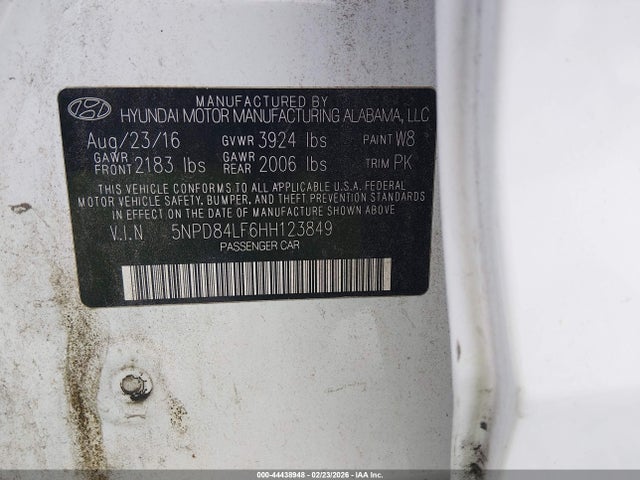 MANUFACTURED BY
HYUNDAI MOTOR MANUFACTURING ALABAMA, LLC
Aug/23/16 GVWR 3924 lbs PAINT W8
GAWR FRONT 2183 lbs GAWR REAR 2006 lbs TRIM PK
THIS VEHICLE CONFORMS TO ALL APPLICABLE U.S.A. FEDERAL
MOTOR VEHICLE SAFETY, BUMPER, AND THEFT PREVENTION STANDARDS
IN EFFECT ON THE DATE OF MANUFACTURE SHOWN ABOVE
V.I.N 5NPD84LF6HH123849
PASSENGER CAR
000-44438948 - 02/23/2026 - IAA Inc.